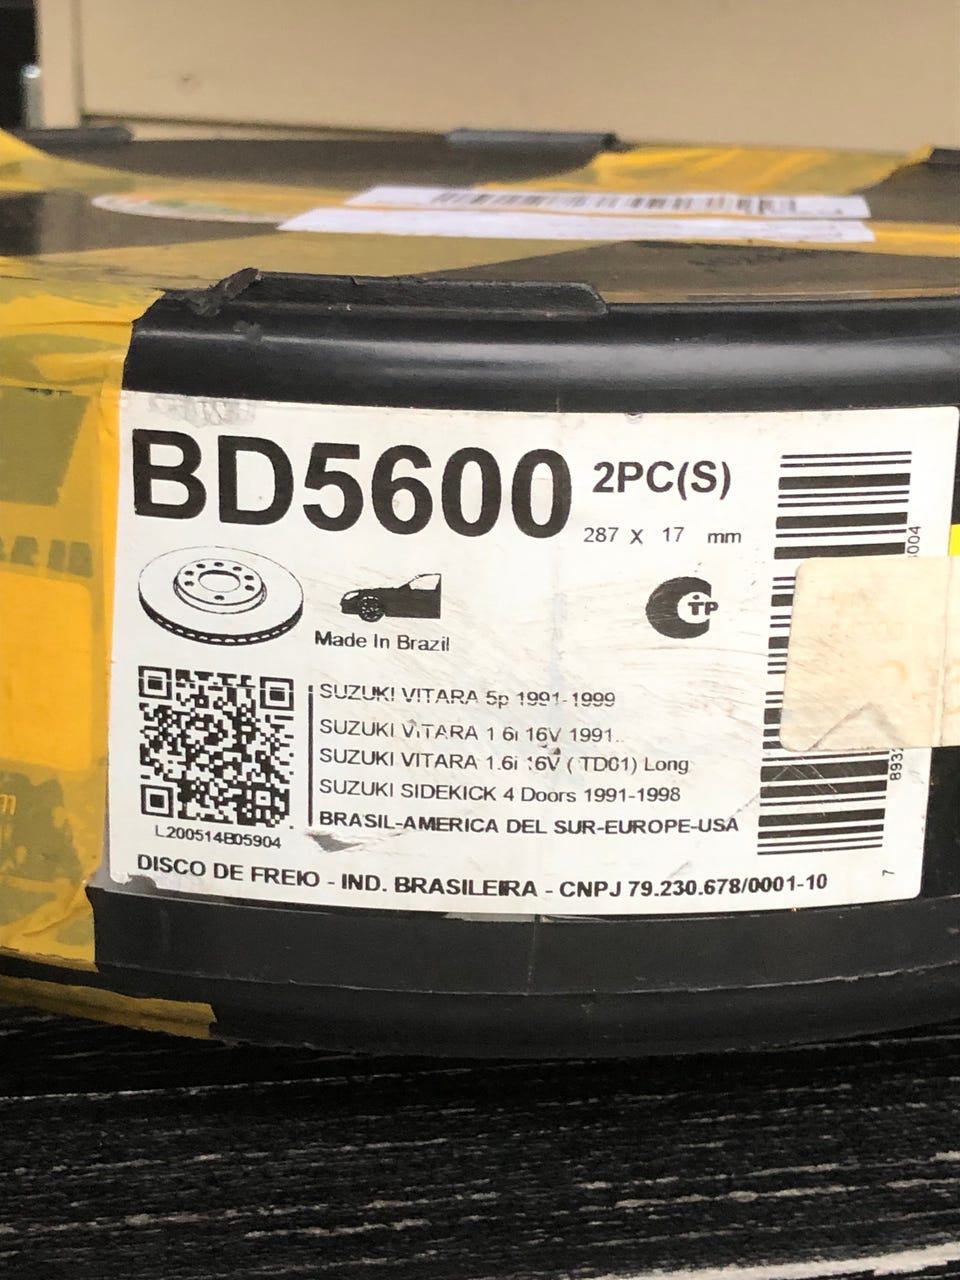 BD5600 2PC(S)
287 X 17 mm
TP
Made In Brazil
SUZUKI VITARA 5p 1991-1999
SUZUKI VITARA 1 6i 16V 1991..
SUZUKI VITARA 1.6i 16V ( TD01) Long
SUZUKI SIDEKICK 4 Doors 1991-1998
BRASIL-AMERICA DEL SUR-EUROPE-USA
L200514B05904
DISCO DE FREIO - IND. BRASILEIRA - CNPJ 79.230.678/0001-10
7